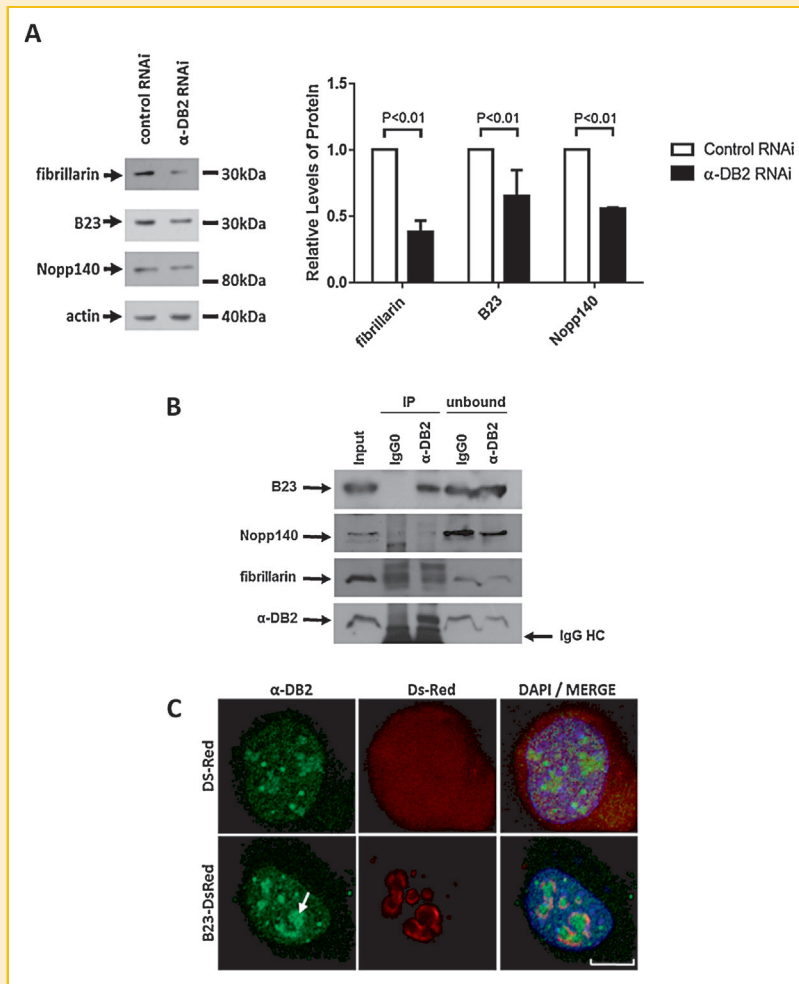 A
control RNAi
α-DB2 RNAi
fibrillarin
30kDa
B23
30kDa
Nopp140
80kDa
actin
40kDa
Relative Levels of Protein
1.5
1.0
0.5
0.0
P<0.01
P<0.01
P<0.01
fibrillarin
B23
Nopp140
Control RNAi
α-DB2 RNAi
B
IP
unbound
Input
IgG0
α-DB2
IgG0
α-DB2
B23
Nopp140
fibrillarin
α-DB2
IgG HC
C
α-DB2
Ds-Red
DAPI / MERGE
DS-Red
B23-DsRed